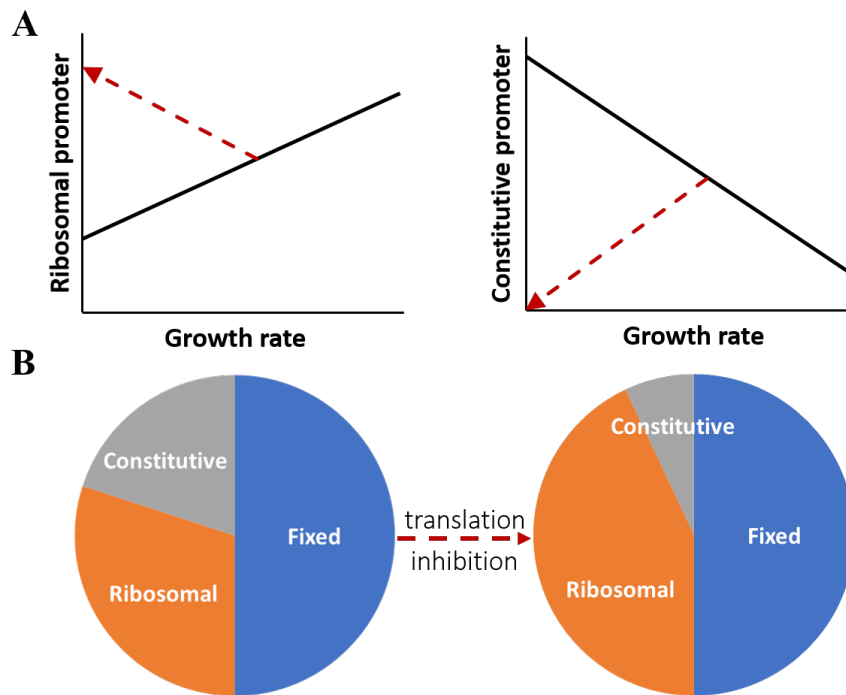 A
Ribosomal promoter
Growth rate
Constitutive promoter
Growth rate
B
Constitutive
Ribosomal
Fixed
translation
inhibition
Constitutive
Ribosomal
Fixed